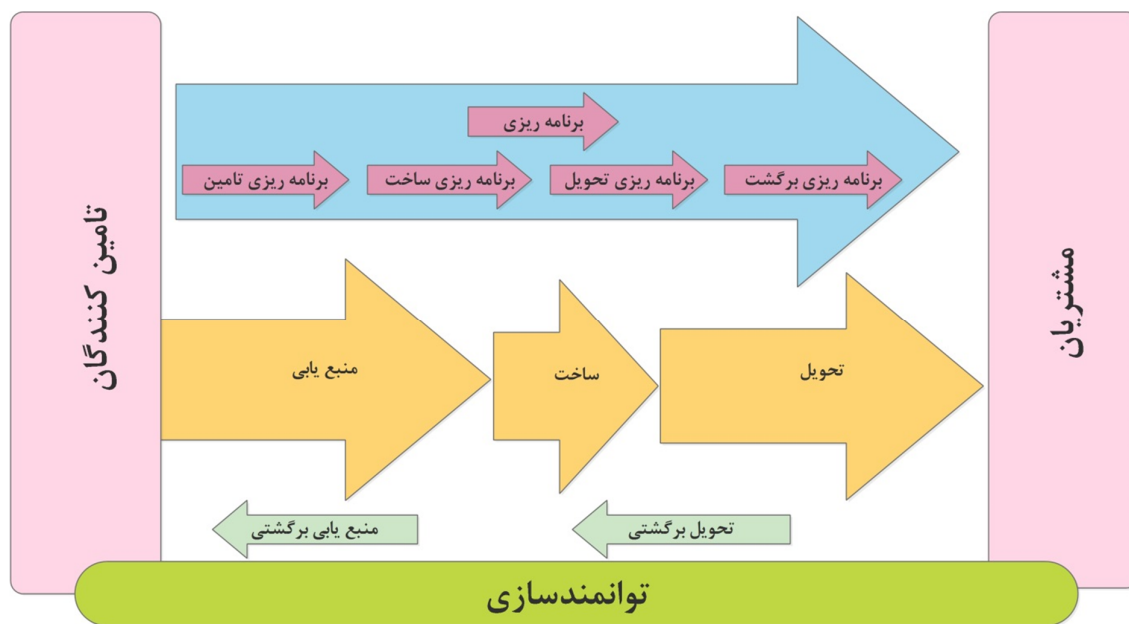 تامین کنندگان
مشتریان
برنامه ریزی
برنامه ریزی تامین
برنامه ریزی ساخت
برنامه ریزی تحویل
برنامه ریزی برگشت
منبع یابی
ساخت
تحویل
منبع یابی برگشتی
تحویل برگشتی
توانمندسازی